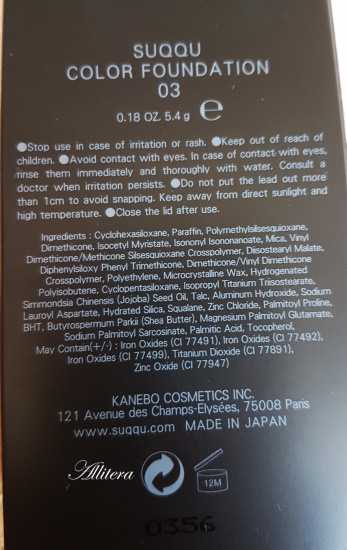 SUQQU
COLOR FOUNDATION
03
0.18 OZ. 5.4 g ℮
●Stop use in case of irritation or rash. ●Keep out of reach of
children. ●Avoid contact with eyes. In case of contact with eyes,
rinse them immediately and thoroughly with water. Consult a
doctor when irritation persists. ●Do not put the lead out more
than 1cm to avoid snapping. Keep away from direct sunlight and
high temperature. ●Close the lid after use.
Ingredients : Cyclohexasiloxane, Paraffin, Polymethylsilsesquioxane,
Dimethicone, Isocetyl Myristate, Isononyl Isononanoate, Mica, Vinyl
Dimethicone/Methicone Silsesquioxane Crosspolymer, Diisostearyl Malate,
Diphenylsiloxy Phenyl Trimethicone, Dimethicone/Vinyl Dimethicone
Crosspolymer, Polyethylene, Microcrystalline Wax, Hydrogenated
Polyisobutene, Cyclopentasiloxane, Isopropyl Titanium Triisostearate,
Simmondsia Chinensis (Jojoba) Seed Oil, Talc, Aluminum Hydroxide, Sodium
Lauroyl Aspartate, Hydrated Silica, Squalane, Zinc Chloride, Palmitoyl Proline,
BHT, Butyrospermum Parkii (Shea Butter), Magnesium Palmitoyl Glutamate,
Sodium Palmitoyl Sarcosinate, Palmitic Acid, Tocopherol,
May Contain(+/-) : Iron Oxides (CI 77491), Iron Oxides (CI 77492),
Iron Oxides (CI 77499), Titanium Dioxide (CI 77891),
Zinc Oxide (CI 77947)
KANEBO COSMETICS INC.
121 Avenue des Champs-Elysées, 75008 Paris
www.suqqu.com MADE IN JAPAN
Allitera
12M
0356